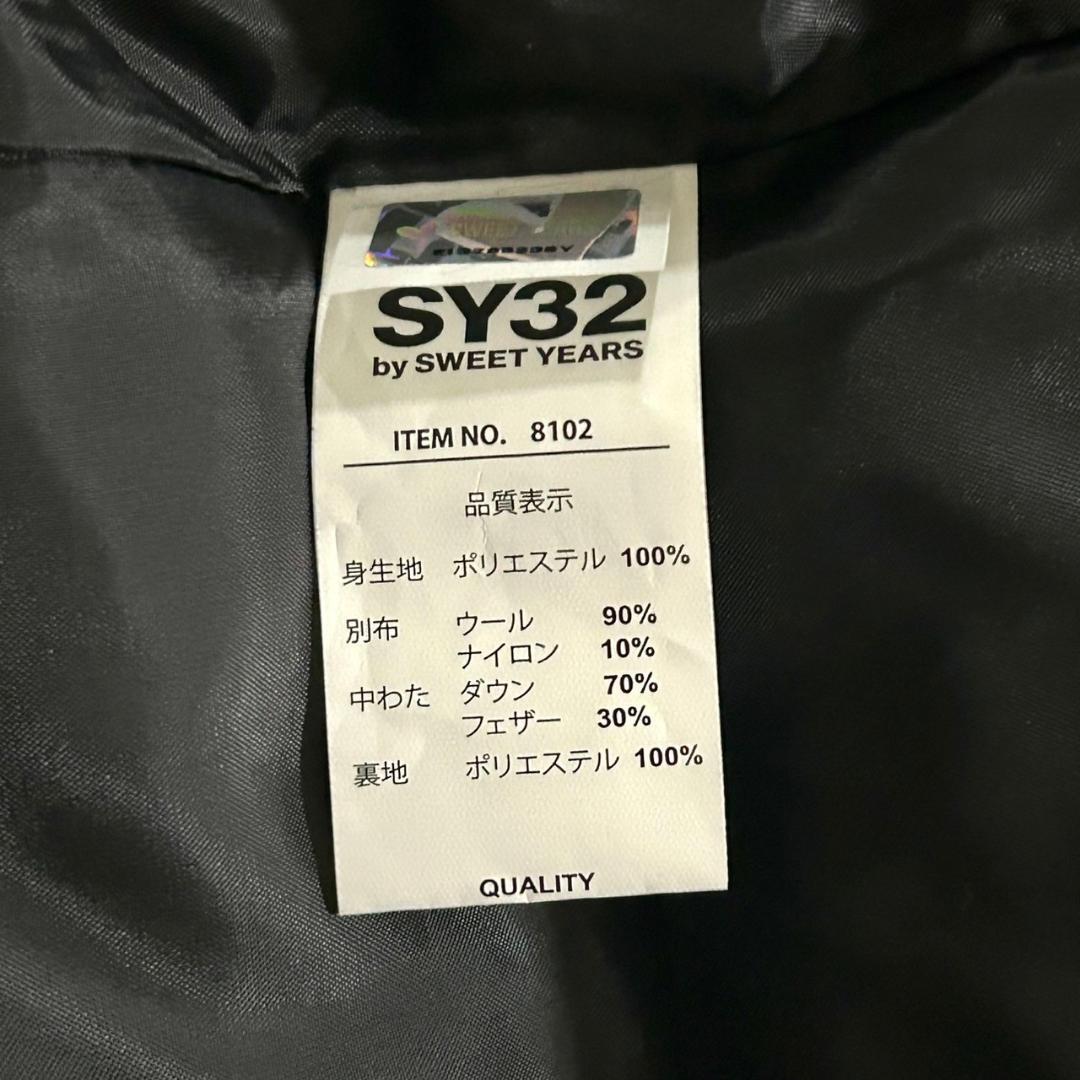 SWEET
SY32
by SWEET YEARS
ITEM NO. 8102
品質表示
身生地 ポリエステル 100%
別布 ウール 90%
ナイロン 10%
中わた ダウン 70%
フェザー 30%
裏地 ポリエステル 100%
QUALITY